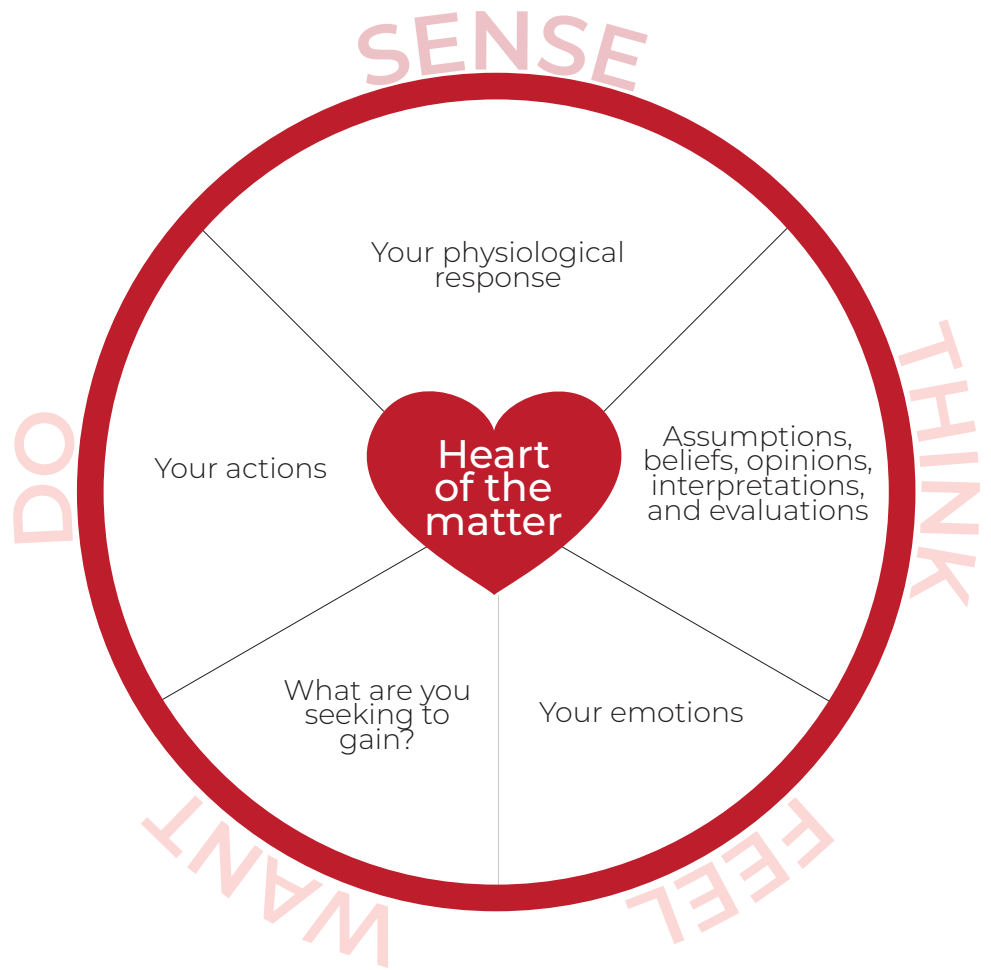 SENSE
Your physiological
response
THINK
Assumptions,
beliefs, opinions,
interpretations,
and evaluations
FEEL
Your emotions
WANT
What are you
seeking to
gain?
DO
Your actions
Heart
of the
matter